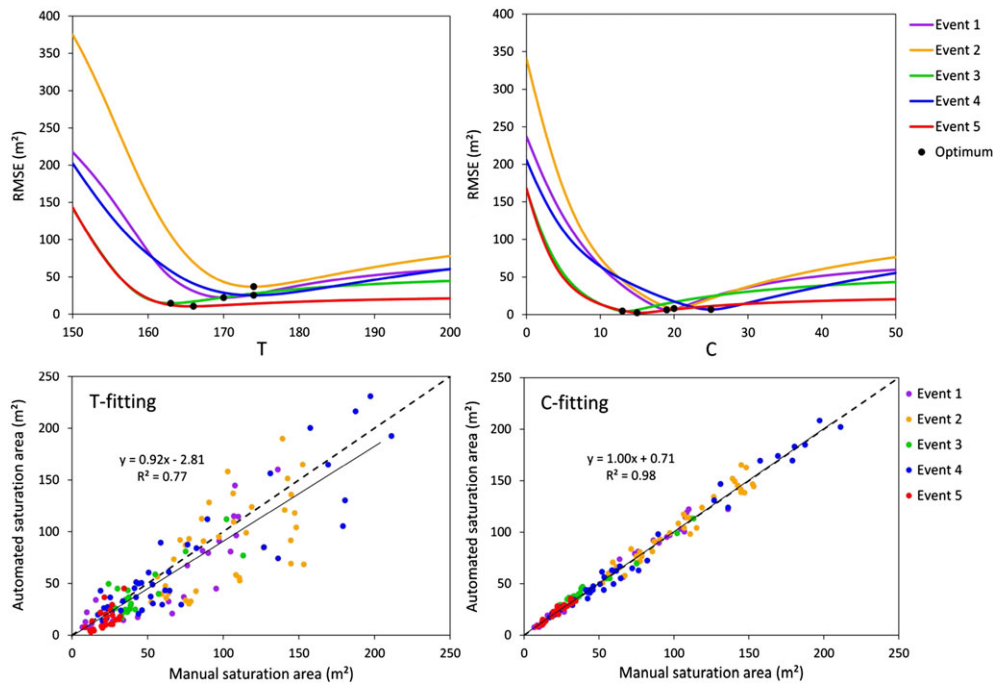 400
350
300
250
200
150
100
50
0
RMSE (m²)
150 160 170 180 190 200
T
400
350
300
250
200
150
100
50
0
RMSE (m²)
0 10 20 30 40 50
C
Event 1
Event 2
Event 3
Event 4
Event 5
Optimum
250
200
150
100
50
0
Automated saturation area (m²)
T-fitting
y = 0.92x - 2.81
R² = 0.77
0 50 100 150 200 250
Manual saturation area (m²)
250
200
150
100
50
0
Automated saturation area (m²)
C-fitting
y = 1.00x + 0.71
R² = 0.98
0 50 100 150 200 250
Manual saturation area (m²)
Event 1
Event 2
Event 3
Event 4
Event 5